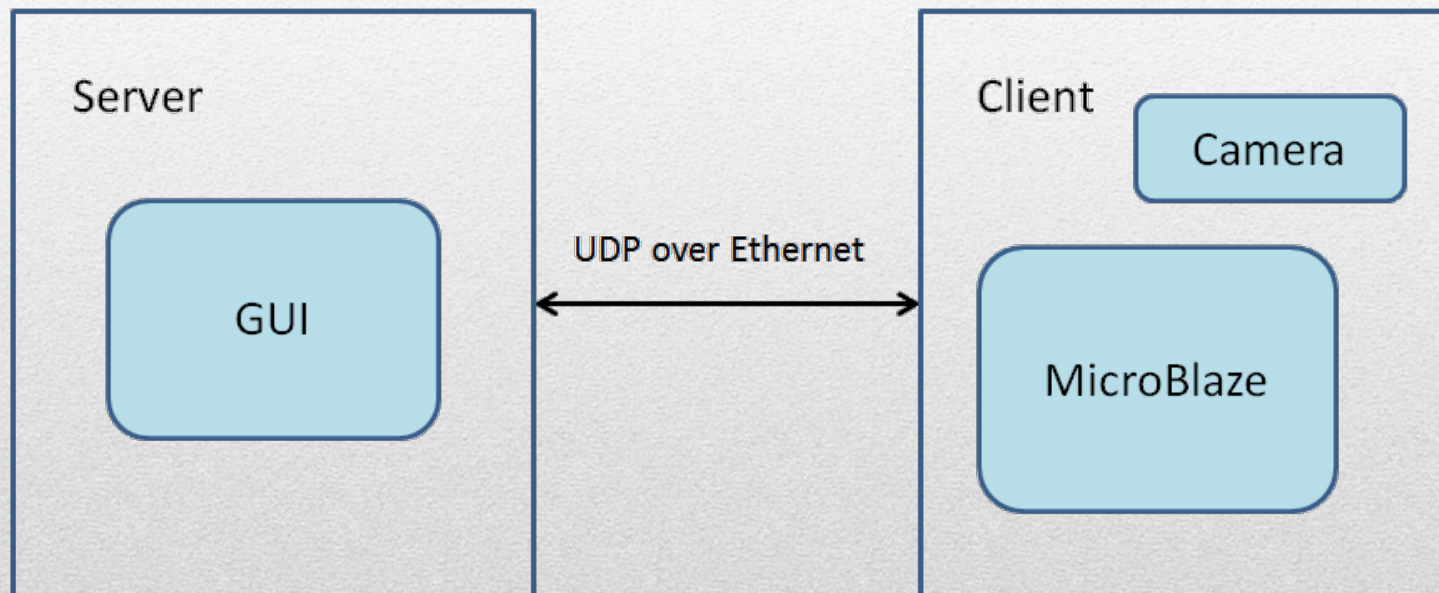 Server
GUI
UDP over Ethernet
Client
Camera
MicroBlaze